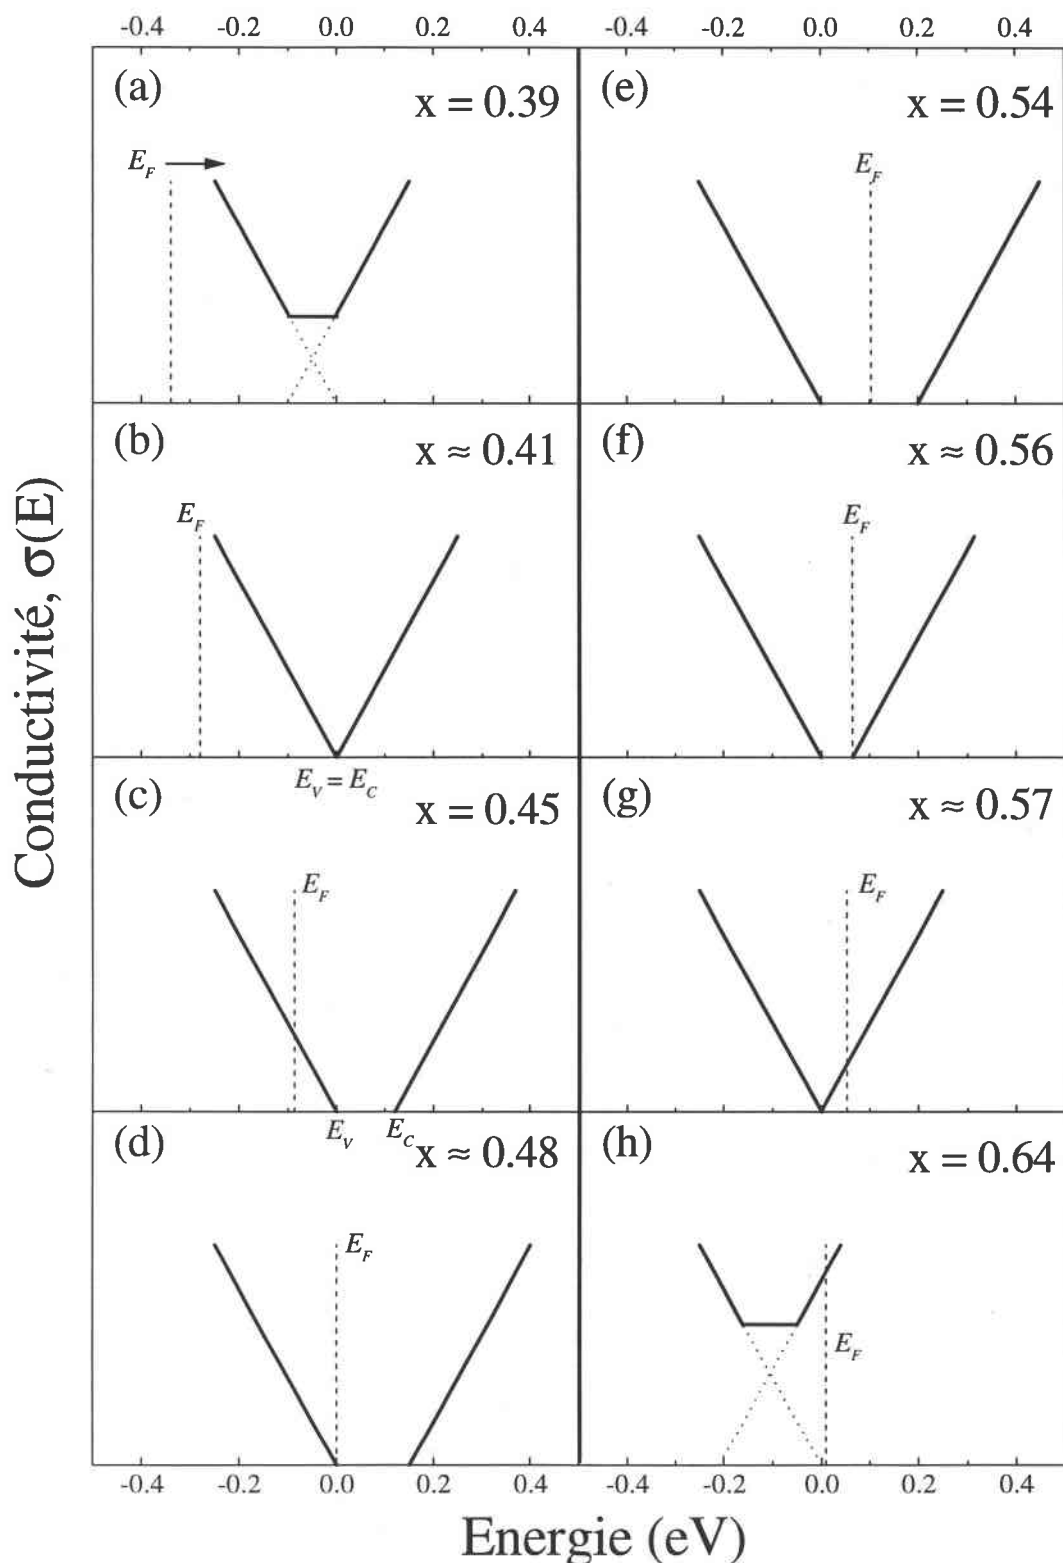 -0.4 -0.2 0.0 0.2 0.4 -0.4 -0.2 0.0 0.2 0.4
(a) x = 0.39
E_F
(b) x ≈ 0.41
E_F
E_V = E_C
(c) x = 0.45
E_F
E_V E_C
(d) x ≈ 0.48
E_F
-0.4 -0.2 0.0 0.2 0.4
(e) x = 0.54
E_F
(f) x ≈ 0.56
E_F
(g) x ≈ 0.57
E_F
(h) x = 0.64
E_F
-0.4 -0.2 0.0 0.2 0.4
Conductivité, σ(E)
Energie (eV)